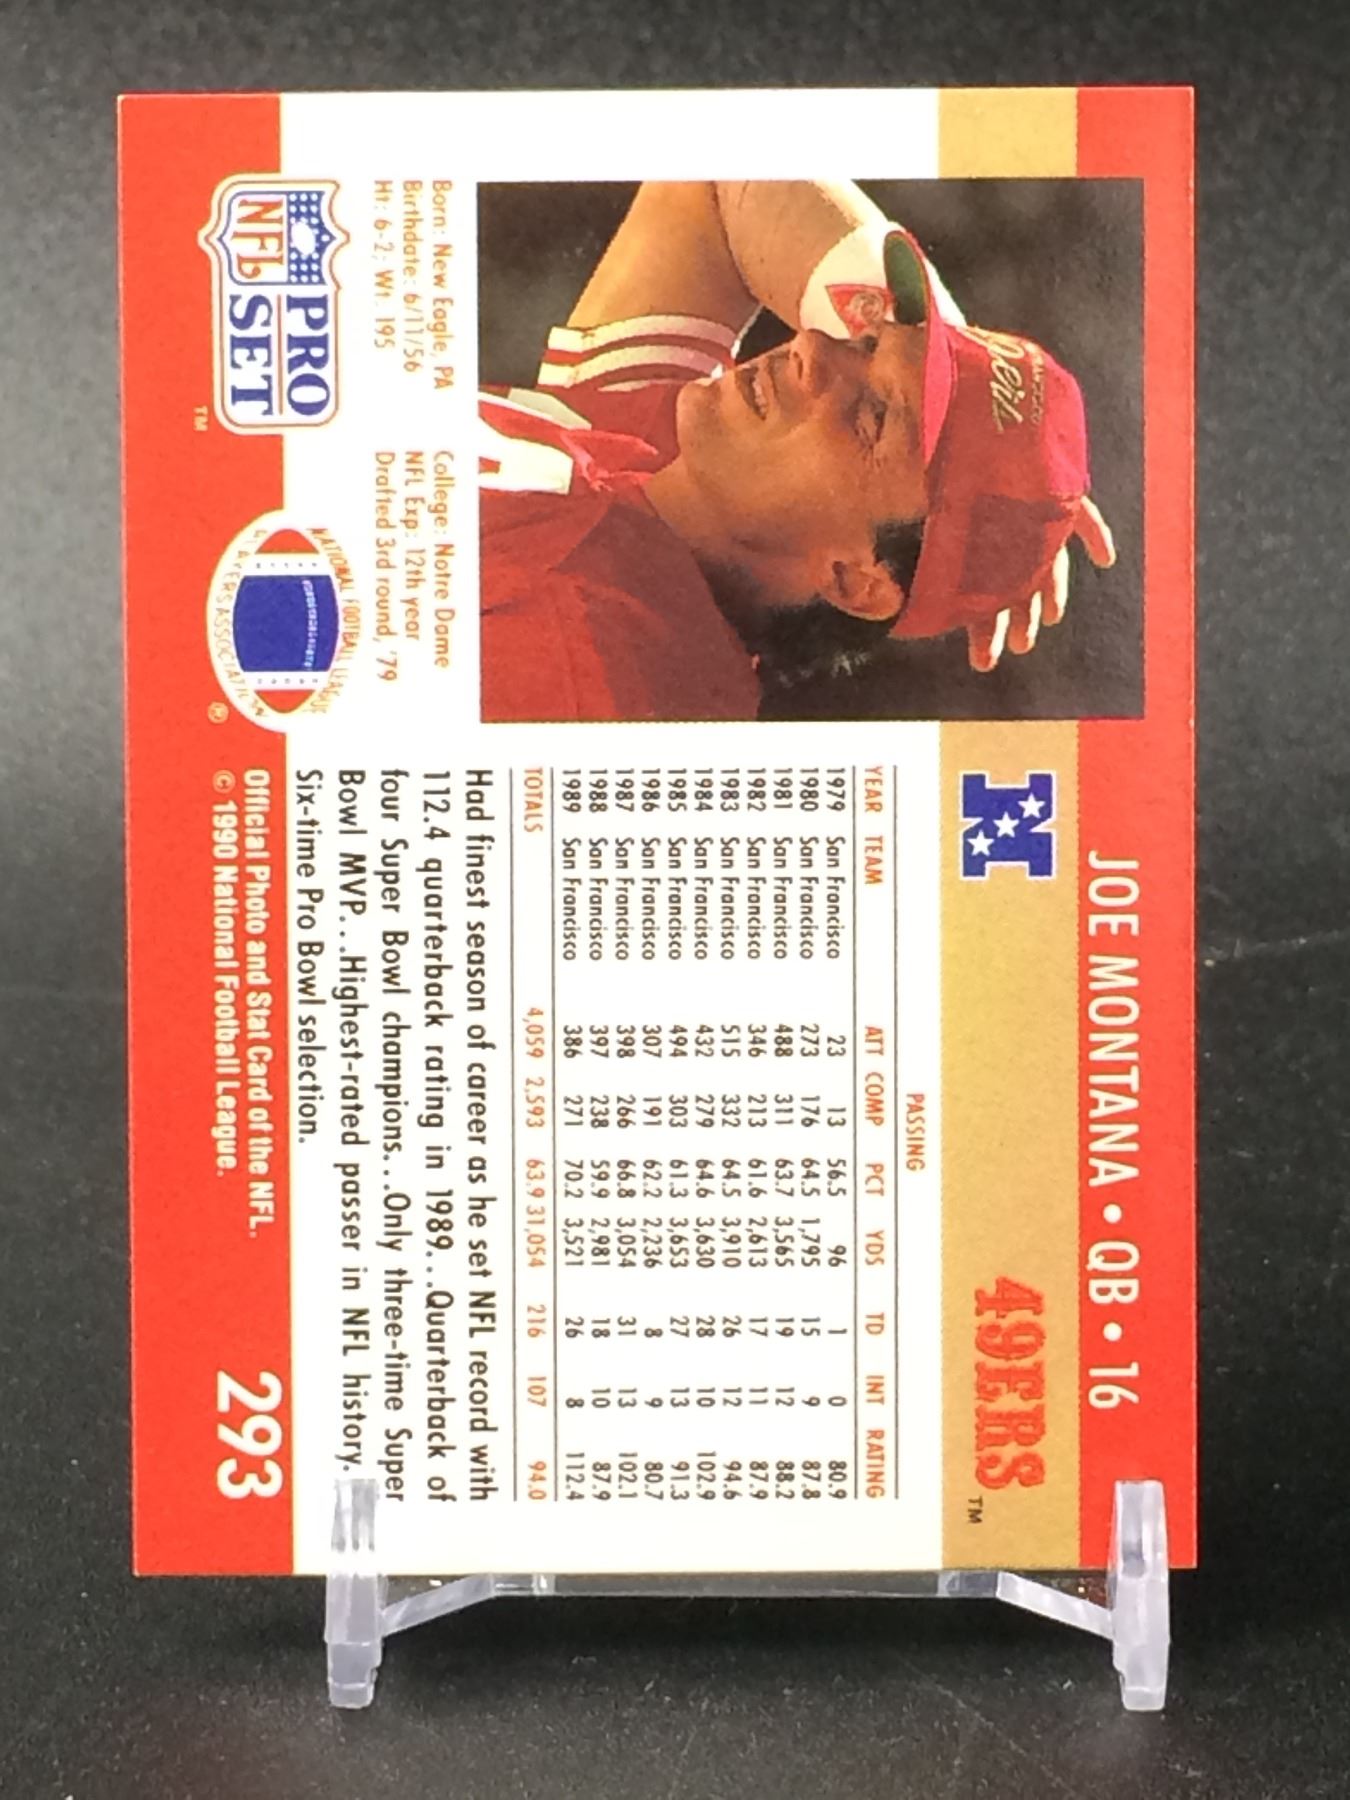 JOE MONTANA • QB • 16
49ERS™
PASSING
YEAR TEAM ATT COMP PCT YDS TD INT RATING
1979 San Francisco 23 13 56.5 96 1 0 80.9
1980 San Francisco 273 176 64.5 1,795 15 9 87.8
1981 San Francisco 488 311 63.7 3,565 19 12 88.2
1982 San Francisco 346 213 61.6 2,613 17 11 87.9
1983 San Francisco 515 332 64.5 3,910 26 12 94.6
1984 San Francisco 432 279 64.6 3,630 28 10 102.9
1985 San Francisco 494 303 61.3 3,653 27 13 91.3
1986 San Francisco 307 191 62.2 2,236 8 9 80.7
1987 San Francisco 398 266 66.8 3,054 31 13 102.1
1988 San Francisco 397 238 59.9 2,981 18 10 87.9
1989 San Francisco 386 271 70.2 3,521 26 8 112.4
TOTALS 4,059 2,593 63.9 31,054 216 107 94.0
Had finest season of career as he set NFL record with
112.4 quarterback rating in 1989...Quarterback of
four Super Bowl champions...Only three-time Super
Bowl MVP...Highest-rated passer in NFL history.
Six-time Pro Bowl selection.
Born: New Eagle, PA
Birthdate: 6/11/56
Ht: 6-2; Wt. 195
College: Notre Dame
NFL Exp: 12th year
Drafted 3rd round, '79
NFL PRO
SET™
NATIONAL FOOTBALL LEAGUE
PLAYERS ASSOCIATION ®
Official Photo and Stat Card of the NFL.
© 1990 National Football League.
293